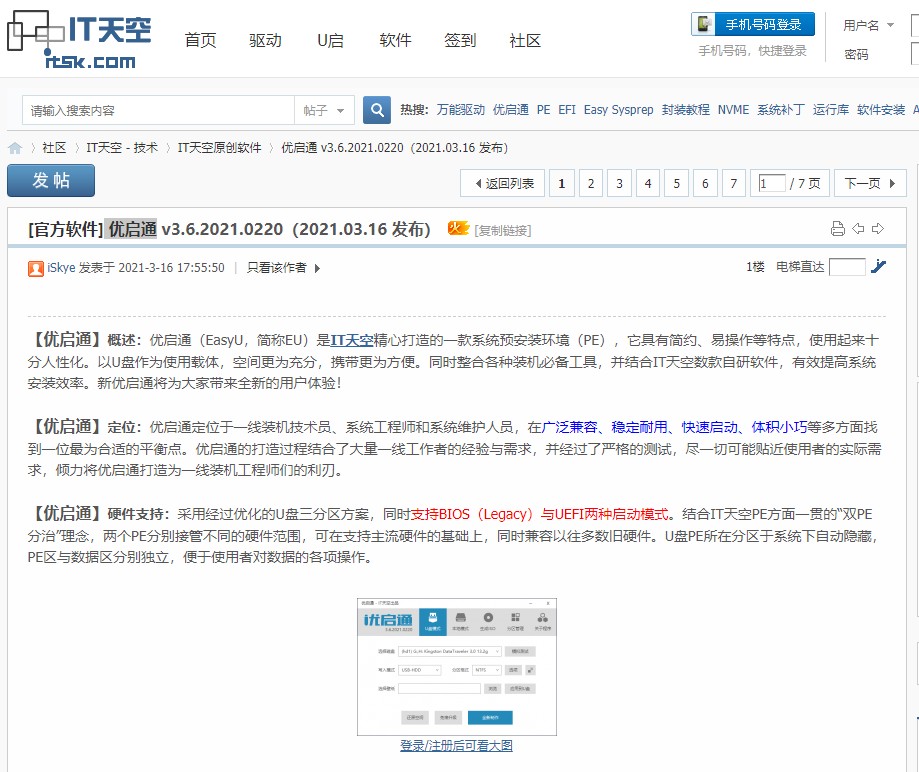 IT天空
itsk.com
首页 驱动 U启 软件 签到 社区
手机号码登录
手机号码，快捷登录
用户名
密码
请输入搜索内容 帖子 热搜: 万能驱动 优启通 PE EFI Easy Sysprep 封装教程 NVME 系统补丁 运行库 软件安装
社区 〉 IT天空 - 技术 〉 IT天空原创软件 〉 优启通 v3.6.2021.0220（2021.03.16 发布）
发帖
返回列表 1 2 3 4 5 6 7 1 / 7 页 下一页
[官方软件] 优启通 v3.6.2021.0220（2021.03.16 发布） 火 [复制链接]
iSkye 发表于 2021-3-16 17:55:50 | 只看该作者
1楼 电梯直达
【优启通】概述：优启通（EasyU，简称EU）是IT天空精心打造的一款系统预安装环境（PE），它具有简约、易操作等特点，使用起来十
分人性化。以U盘作为使用载体，空间更为充分，携带更为方便。同时整合各种装机必备工具，并结合IT天空数款自研软件，有效提高系统
安装效率。新优启通将为大家带来全新的用户体验！
【优启通】定位：优启通定位于一线装机技术员、系统工程师和系统维护人员，在广泛兼容、稳定耐用、快速启动、体积小巧等多方面找
到一位最为合适的平衡点。优启通的打造过程结合了大量一线工作者的经验与需求，并经过了严格的测试，尽一切可能贴近使用者的实际需
求，倾力将优启通打造为一线装机工程师们的利刃。
【优启通】硬件支持：采用经过优化的U盘三分区方案，同时支持BIOS（Legacy）与UEFI两种启动模式。结合IT天空PE方面一贯的“双PE
分治”理念，两个PE分别接管不同的硬件范围，可在支持主流硬件的基础上，同时兼容以往多数旧硬件。U盘PE所在分区于系统下自动隐藏，
PE区与数据区分别独立，便于使用者对数据的各项操作。
优启通
3.6.2021.0220
USB-HDD
NTFS
登录/注册后可看大图